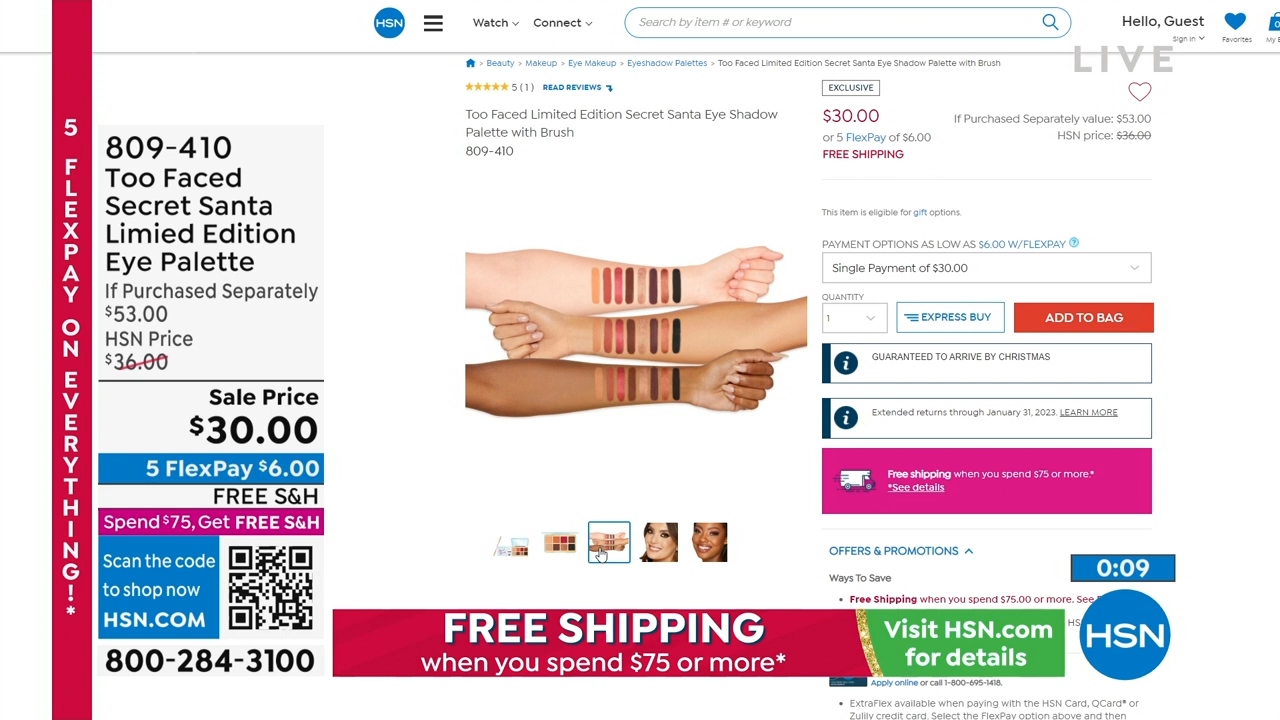 HSN
Watch
Connect
Search by item # or keyword
Hello, Guest
Sign In
Favorites
0
LIVE
Beauty > Makeup > Eye Makeup > Eyeshadow Palettes > Too Faced Limited Edition Secret Santa Eye Shadow Palette with Brush
5 ( 1 ) READ REVIEWS
Too Faced Limited Edition Secret Santa Eye Shadow
Palette with Brush
809-410
EXCLUSIVE
$30.00
or 5 FlexPay of $6.00
FREE SHIPPING
If Purchased Separately value: $53.00
HSN price: $36.00
This item is eligible for gift options.
PAYMENT OPTIONS AS LOW AS $6.00 W/FLEXPAY ?
Single Payment of $30.00
QUANTITY
1
EXPRESS BUY
ADD TO BAG
GUARANTEED TO ARRIVE BY CHRISTMAS
Extended returns through January 31, 2023. LEARN MORE
Free shipping when you spend $75 or more.*
*See details
OFFERS & PROMOTIONS
Ways To Save
• Free Shipping when you spend $75.00 or more. See
0:09
5 FLEXPAY ON EVERYTHING!*
809-410
Too Faced
Secret Santa
Limied Edition
Eye Palette
If Purchased Separately
$53.00
HSN Price
$36.00
Sale Price
$30.00
5 FlexPay $6.00
FREE S&H
Spend $75, Get FREE S&H
Scan the code
to shop now
HSN.COM
800-284-3100
FREE SHIPPING
when you spend $75 or more*
Visit HSN.com
for details
HSN
Apply online or call 1-800-695-1418.
• ExtraFlex available when paying with the HSN Card, QCard® or
Zulily credit card. Select the FlexPay option above and then